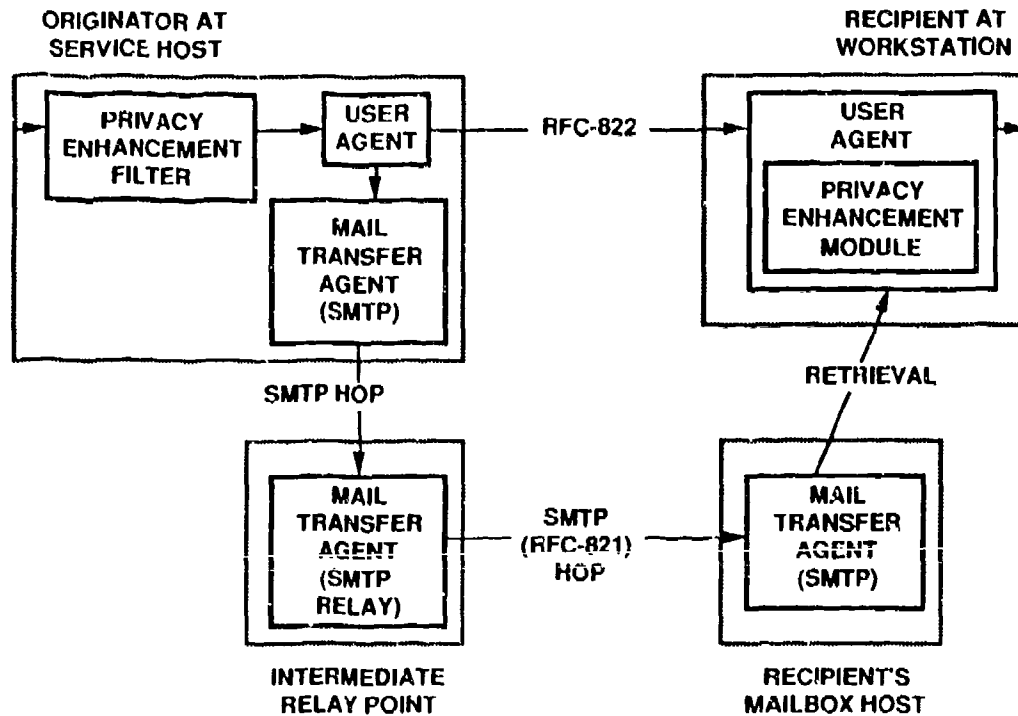 ORIGINATOR AT
SERVICE HOST
RECIPIENT AT
WORKSTATION
PRIVACY
ENHANCEMENT
FILTER
USER
AGENT
RFC-822
USER
AGENT
PRIVACY
ENHANCEMENT
MODULE
MAIL
TRANSFER
AGENT
(SMTP)
SMTP HOP
RETRIEVAL
MAIL
TRANSFER
AGENT
(SMTP
RELAY)
SMTP
(RFC-821)
HOP
MAIL
TRANSFER
AGENT
(SMTP)
INTERMEDIATE
RELAY POINT
RECIPIENT'S
MAILBOX HOST